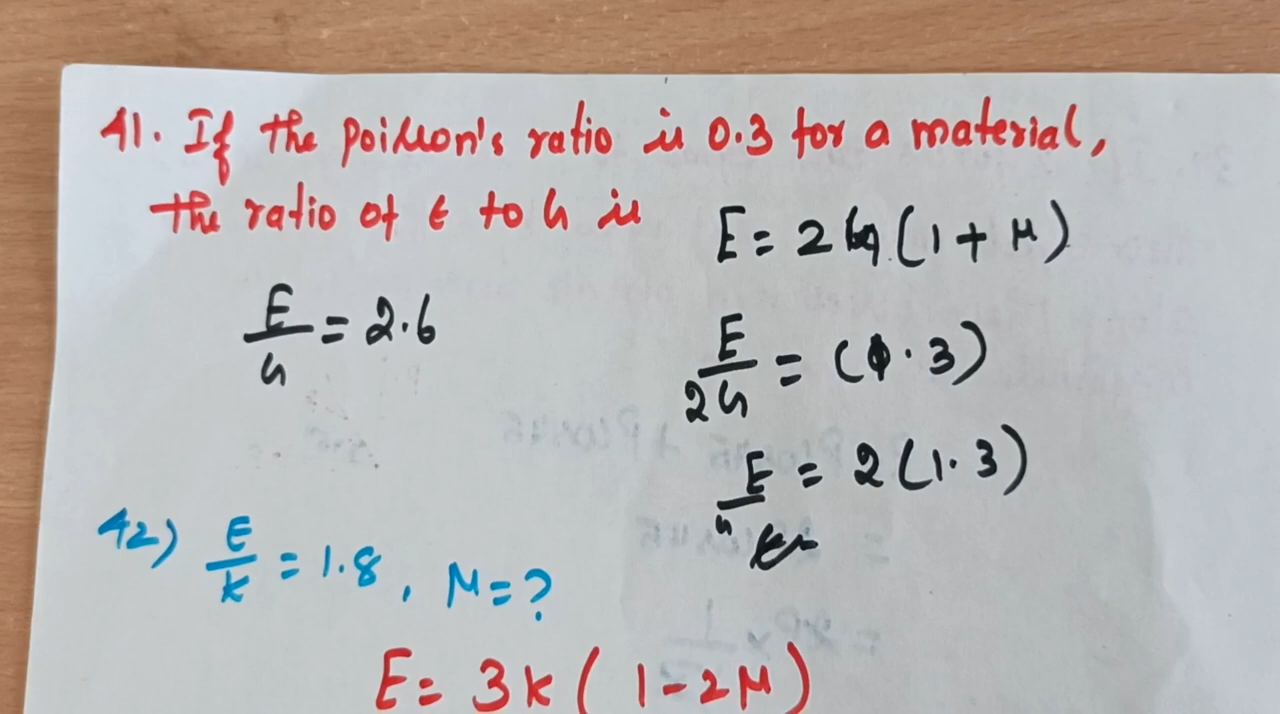 41. If the poisson's ratio is 0.3 for a material,
the ratio of E to G is
E = 2G(1+μ)
E/G = 2.6
E/2G = (1.3)
E/G = 2(1.3)
42) E/K = 1.8, μ=?
E = 3K(1-2μ)